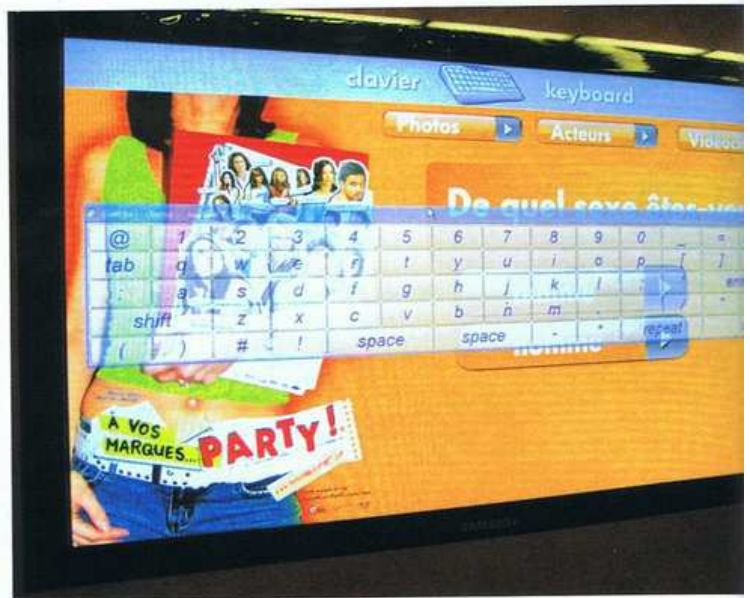 clavier keyboard
Photos Acteurs
De quel sexe êtes-vo
@ 1 2 3 4 5 6 7 8 9 0 _ =
tab q w e r t y u i o p [ ]
: a s d f g h j k l ;
shift z x c v b n m .
( ) # ! space space - * repeat
homme
À VOS
MARQUES... PARTY!
SAMSUNG